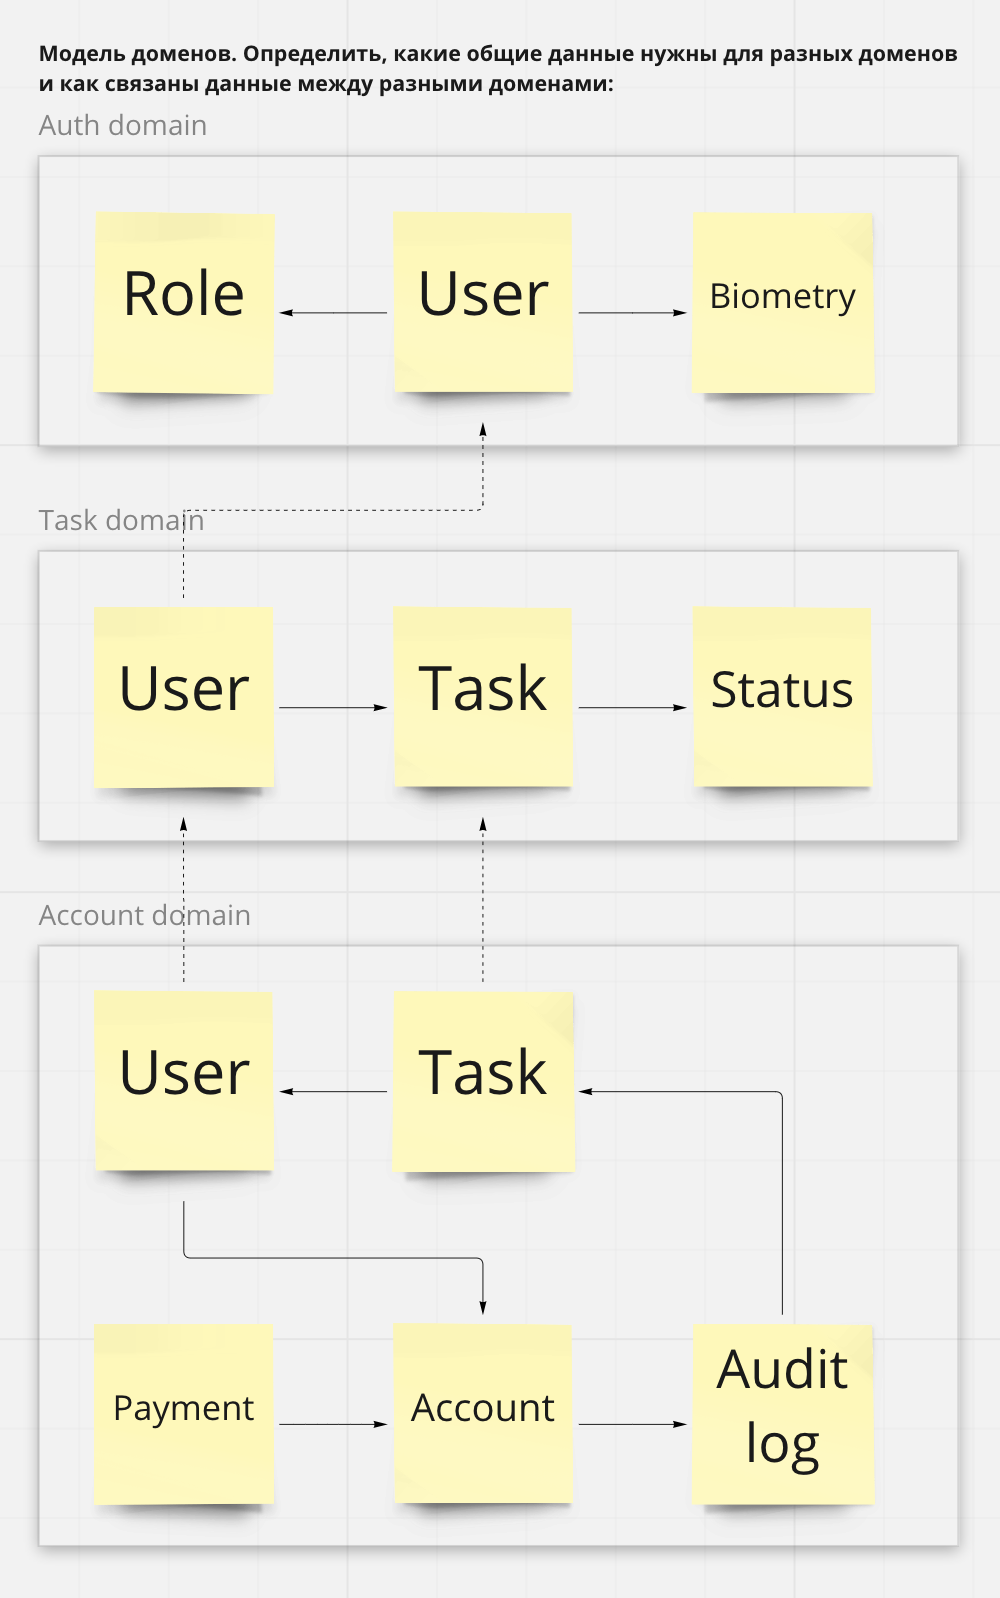 Модель доменов. Определить, какие общие данные нужны для разных доменов
и как связаны данные между разными доменами:
Auth domain
Role
User
Biometry
Task domain
User
Task
Status
Account domain
User
Task
Payment
Account
Audit
log